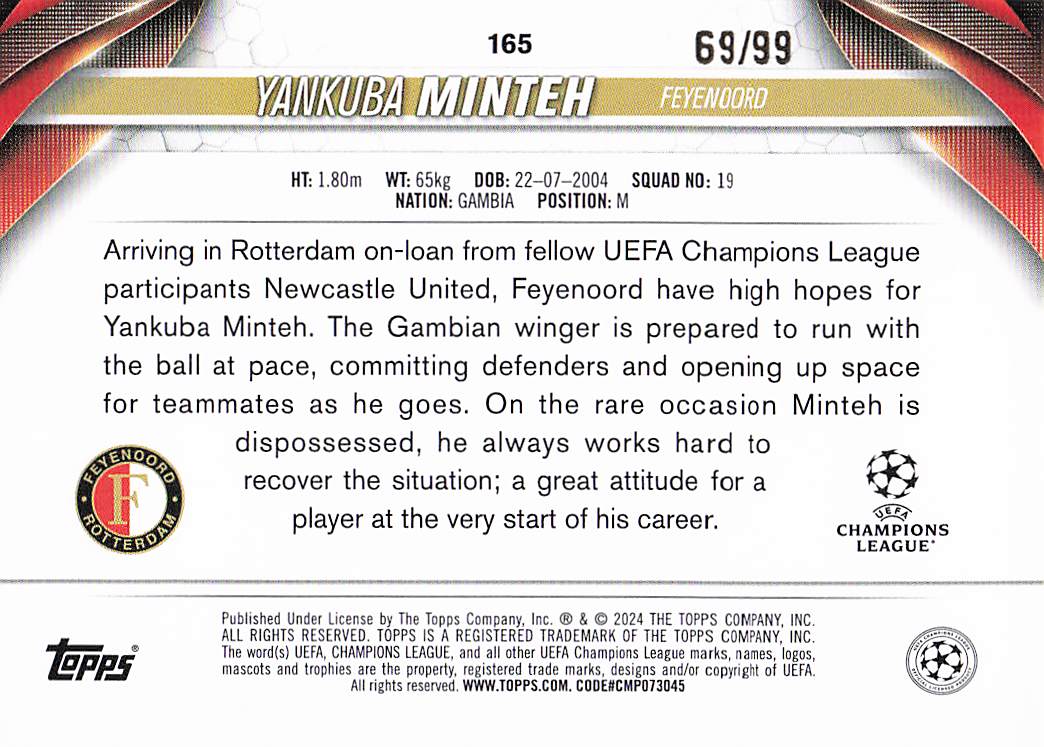 165
69/99
YANKUBA MINTEH FEYENOORD
HT: 1.80m WT: 65kg DOB: 22-07-2004 SQUAD NO: 19
NATION: GAMBIA POSITION: M
Arriving in Rotterdam on-loan from fellow UEFA Champions League
participants Newcastle United, Feyenoord have high hopes for
Yankuba Minteh. The Gambian winger is prepared to run with
the ball at pace, committing defenders and opening up space
for teammates as he goes. On the rare occasion Minteh is
dispossessed, he always works hard to
recover the situation; a great attitude for a
player at the very start of his career.
FEYENOORD
F
ROTTERDAM
UEFA
CHAMPIONS
LEAGUE®
Published Under License by The Topps Company, Inc. ® & © 2024 THE TOPPS COMPANY, INC.
ALL RIGHTS RESERVED. TOPPS IS A REGISTERED TRADEMARK OF THE TOPPS COMPANY, INC.
The word(s) UEFA, CHAMPIONS LEAGUE, and all other UEFA Champions League marks, names, logos,
mascots and trophies are the property, registered trade marks, designs and/or copyright of UEFA.
All rights reserved. WWW.TOPPS.COM. CODE#CMP073045
topps®
UEFA CHAMPIONS LEAGUE
OFFICIAL LICENSED PRODUCT